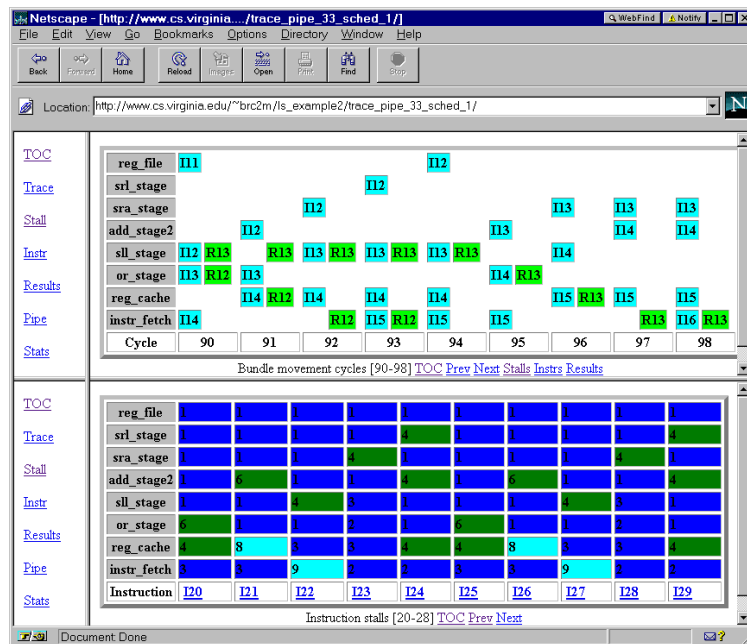 Netscape - [http://www.cs.virginia..../trace_pipe_33_sched_1/]
WebFind Notify
File Edit View Go Bookmarks Options Directory Window Help
Back Forward Home Reload Images Open Print Find Stop
Location: http://www.cs.virginia.edu/~brc2m/ls_example2/trace_pipe_33_sched_1/ N
TOC
Trace
Stall
Instr
Results
Pipe
Stats
reg_file I11 I12
srl_stage I12
sra_stage I12 I13 I13 I13
add_stage2 I12 I13 I14 I14
sll_stage I12 R13 R13 I13 R13 I13 R13 I13 R13 I14
or_stage I13 R12 I13 I14 R13
reg_cache I14 R12 I14 I14 I14 I15 R13 I15 I15
instr_fetch I14 R12 I15 R12 I15 I15 R13 I16 R13
Cycle 90 91 92 93 94 95 96 97 98
Bundle movement cycles [90-98] TOC Prev Next Stalls Instrs Results
TOC
Trace
Stall
Instr
Results
Pipe
Stats
reg_file 1 1 1 1 1 1 1 1 1
srl_stage 1 1 1 1 4 1 1 1 4
sra_stage 1 1 1 4 1 1 1 4 1
add_stage2 1 6 1 1 4 6 1 1 4
sll_stage 1 1 4 3 1 1 4 3 1
or_stage 6 1 1 2 1 6 1 1 2 1
reg_cache 4 8 3 3 4 4 8 3 3 4
instr_fetch 3 3 9 2 2 3 3 9 2 2
Instruction I20 I21 I22 I23 I24 I25 I26 I27 I28 I29
Instruction stalls [20-28] TOC Prev Next
Document: Done